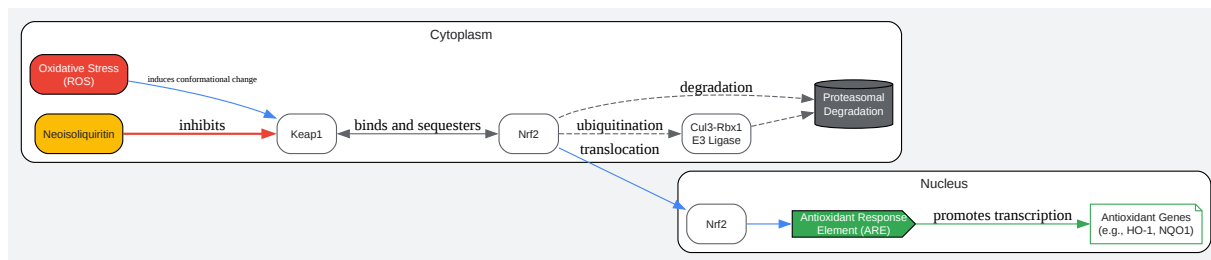 Cytoplasm
Oxidative Stress
(ROS)
induces conformational change
Neoisoliquiritin
inhibits
Keap1
binds and sequesters
Nrf2
degradation
ubiquitination
translocation
Cul3-Rbx1
E3 Ligase
Proteasomal
Degradation
Nucleus
Nrf2
Antioxidant Response
Element (ARE)
promotes transcription
Antioxidant Genes
(e.g., HO-1, NQO1)